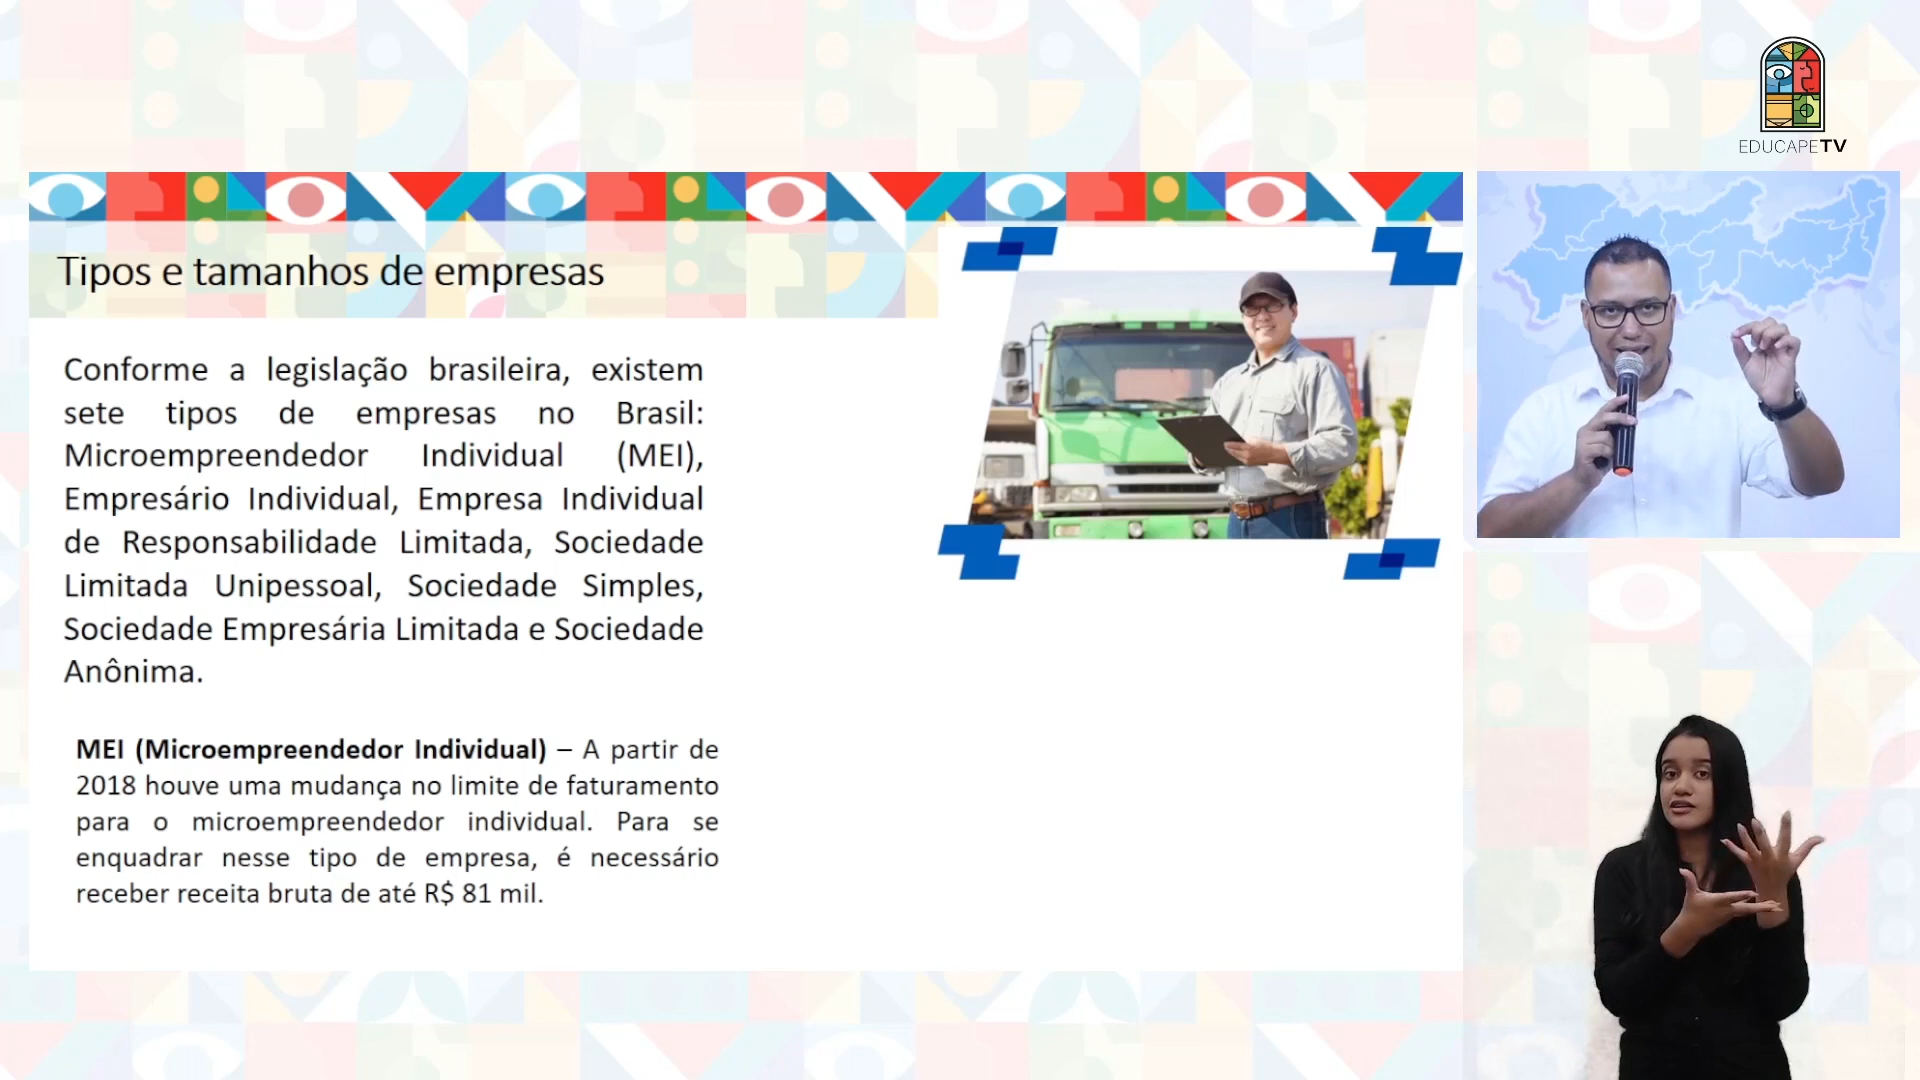 EDUCAPETV
Tipos e tamanhos de empresas
Conforme a legislação brasileira, existem
sete tipos de empresas no Brasil:
Microempreendedor Individual (MEI),
Empresário Individual, Empresa Individual
de Responsabilidade Limitada, Sociedade
Limitada Unipessoal, Sociedade Simples,
Sociedade Empresária Limitada e Sociedade
Anônima.
MEI (Microempreendedor Individual) – A partir de
2018 houve uma mudança no limite de faturamento
para o microempreendedor individual. Para se
enquadrar nesse tipo de empresa, é necessário
receber receita bruta de até R$ 81 mil.